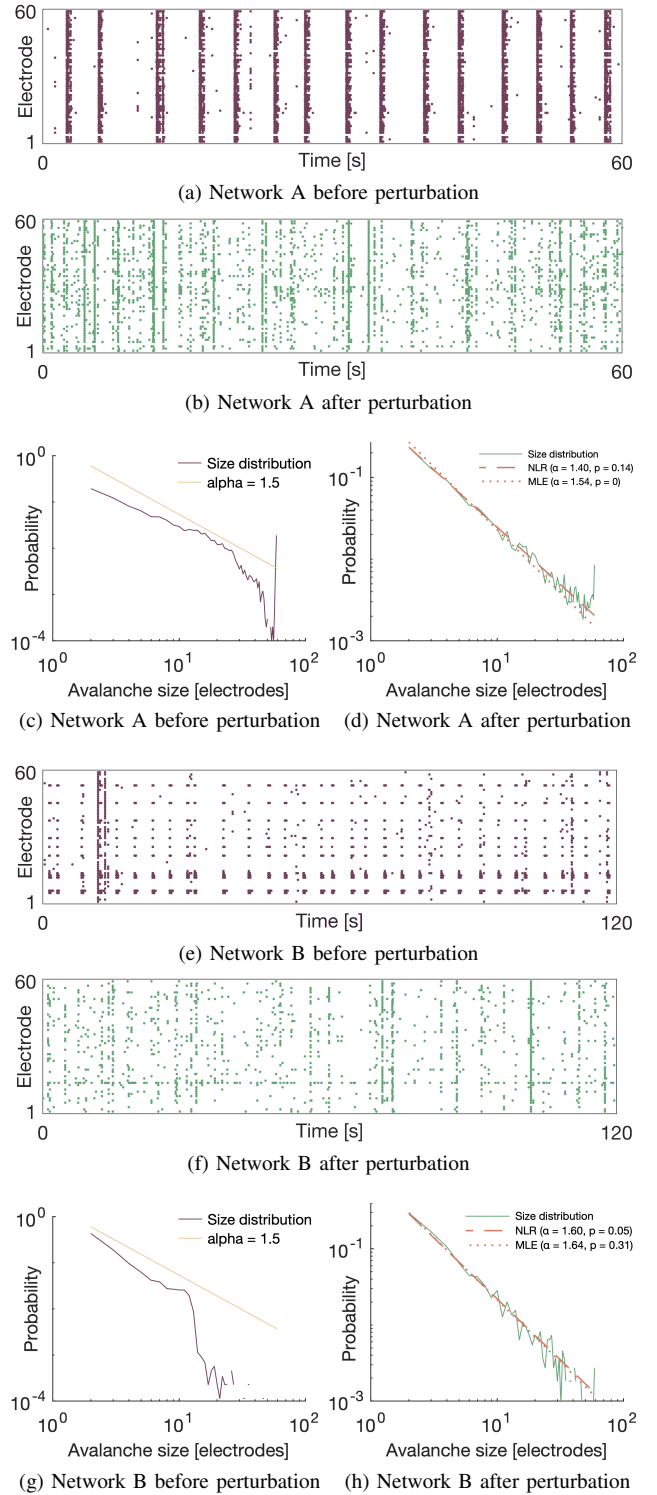 60
Electrode
1
0
Time [s]
60
(a) Network A before perturbation
60
Electrode
1
0
Time [s]
60
(b) Network A after perturbation
10^0
Probability
10^-4
10^0
10^1
10^2
Size distribution
alpha = 1.5
Avalanche size [electrodes]
(c) Network A before perturbation
10^-1
Probability
10^-3
10^0
10^1
10^2
Size distribution
NLR (α = 1.40, p = 0.14)
MLE (α = 1.54, p = 0)
Avalanche size [electrodes]
(d) Network A after perturbation
60
Electrode
1
0
Time [s]
120
(e) Network B before perturbation
60
Electrode
1
0
Time [s]
120
(f) Network B after perturbation
10^0
Probability
10^-4
10^0
10^1
10^2
Size distribution
alpha = 1.5
Avalanche size [electrodes]
(g) Network B before perturbation
10^-1
Probability
10^-3
10^0
10^1
10^2
Size distribution
NLR (α = 1.60, p = 0.05)
MLE (α = 1.64, p = 0.31)
Avalanche size [electrodes]
(h) Network B after perturbation